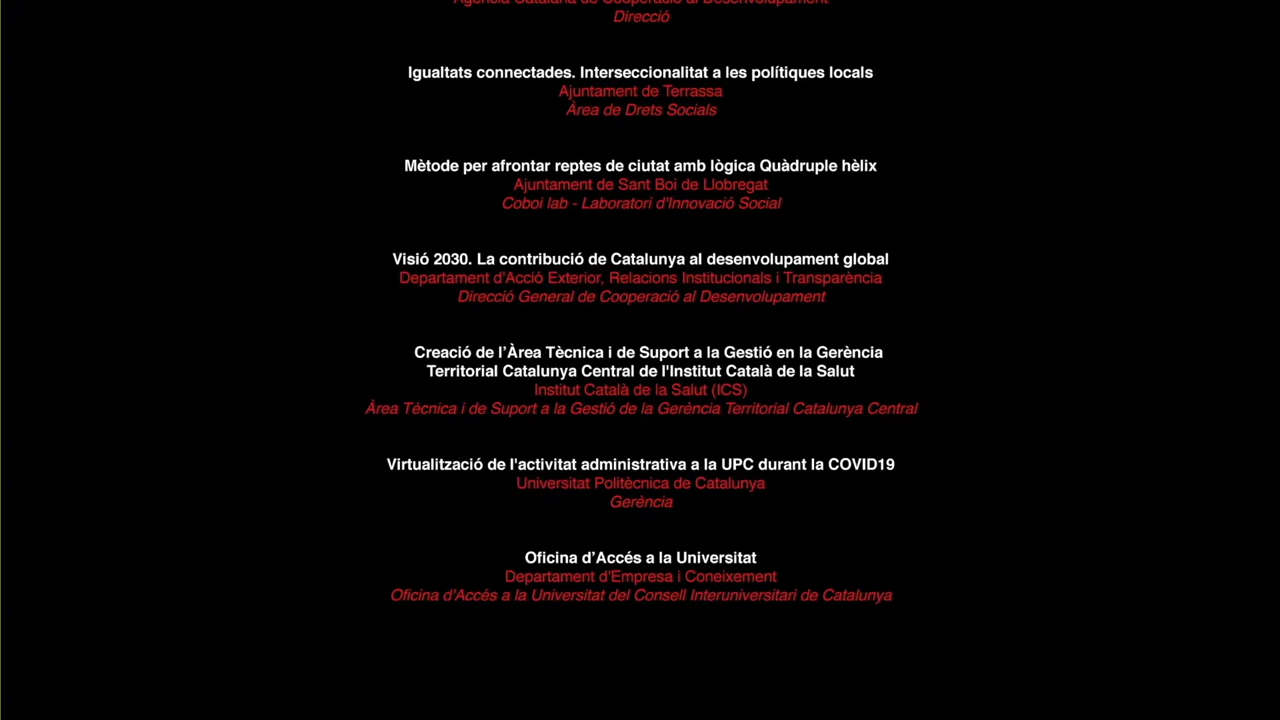 Agència Catalana de Cooperació al Desenvolupament
Direcció
Igualtats connectades. Interseccionalitat a les polítiques locals
Ajuntament de Terrassa
Àrea de Drets Socials
Mètode per afrontar reptes de ciutat amb lògica Quàdruple hèlix
Ajuntament de Sant Boi de Llobregat
Coboi lab - Laboratori d'Innovació Social
Visió 2030. La contribució de Catalunya al desenvolupament global
Departament d'Acció Exterior, Relacions Institucionals i Transparència
Direcció General de Cooperació al Desenvolupament
Creació de l’Àrea Tècnica i de Suport a la Gestió en la Gerència
Territorial Catalunya Central de l'Institut Català de la Salut
Institut Català de la Salut (ICS)
Àrea Tècnica i de Suport a la Gestió de la Gerència Territorial Catalunya Central
Virtualització de l'activitat administrativa a la UPC durant la COVID19
Universitat Politècnica de Catalunya
Gerència
Oficina d’Accés a la Universitat
Departament d'Empresa i Coneixement
Oficina d'Accés a la Universitat del Consell Interuniversitari de Catalunya